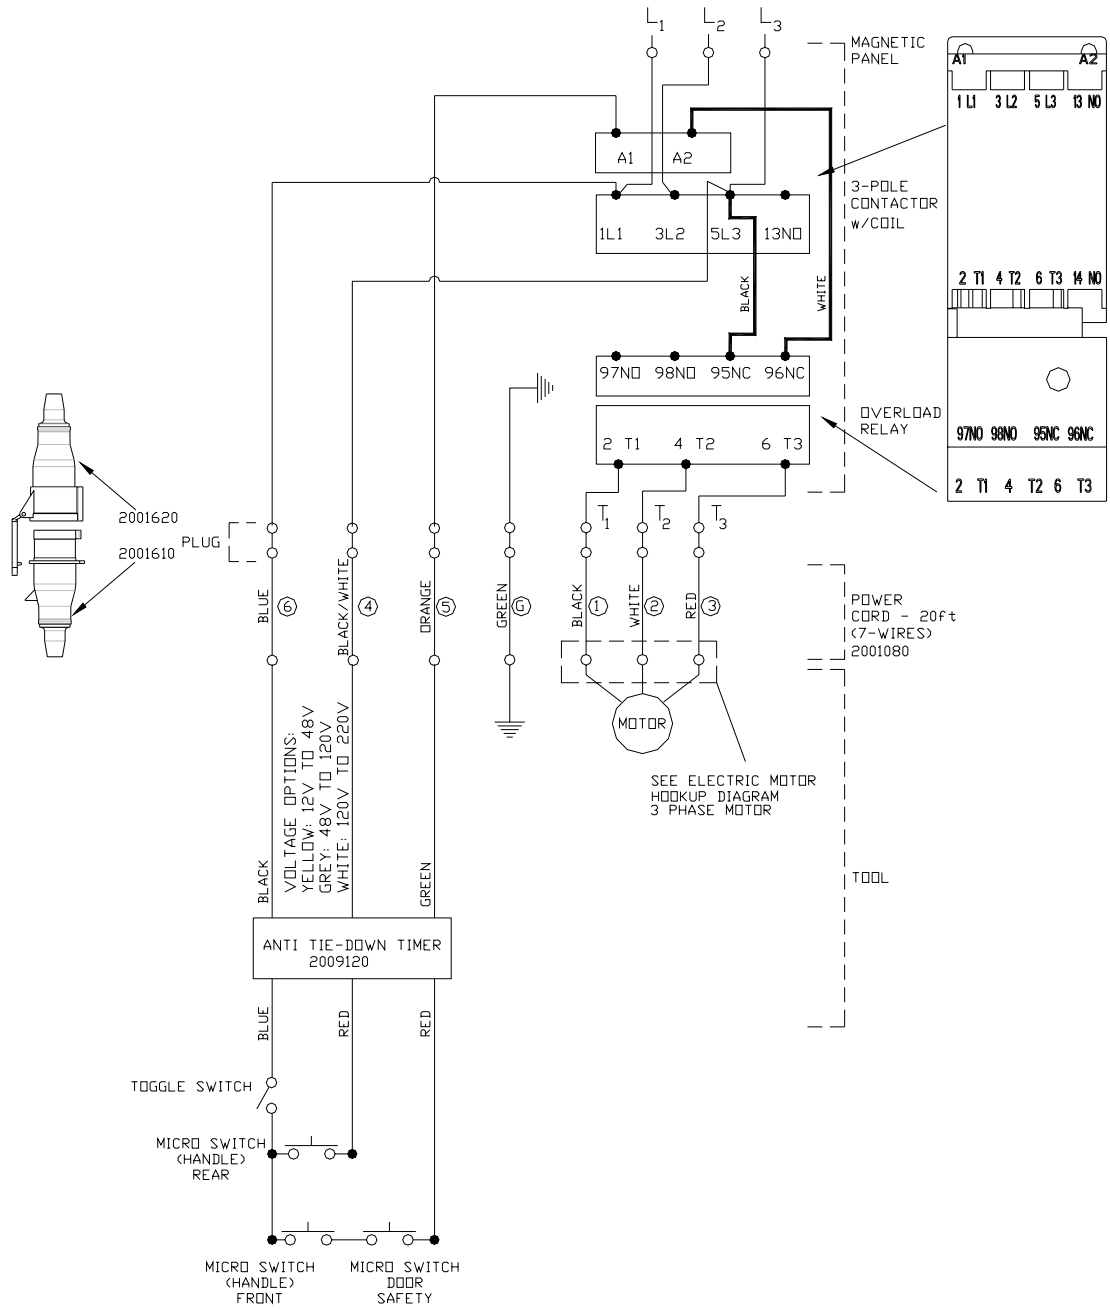 L1
L2
L3
MAGNETIC
PANEL
A1
A2
1 L1
3 L2
5 L3
13 NO
A1
A2
3-POLE
CONTACTOR
W/COIL
1L1
3L2
5L3
13NO
BLACK
WHITE
2 T1
4 T2
6 T3
14 NO
97NO
98NO
95NC
96NC
OVERLOAD
RELAY
97NO
98NO
95NC
96NC
2 T1
4 T2
6 T3
2 T1
4 T2
6 T3
2001620
2001610
PLUG
T1
T2
T3
BLUE
6
BLACK/WHITE
4
ORANGE
5
GREEN
G
BLACK
1
WHITE
2
RED
3
POWER
CORD - 20ft
(7-WIRES)
2001080
MOTOR
SEE ELECTRIC MOTOR
HOOKUP DIAGRAM
3 PHASE MOTOR
VOLTAGE OPTIONS:
YELLOW: 12V TO 48V
GREY: 48V TO 120V
WHITE: 120V TO 220V
BLACK
GREEN
TOOL
ANTI TIE-DOWN TIMER
2009120
BLUE
RED
RED
TOGGLE SWITCH
MICRO SWITCH
(HANDLE)
REAR
MICRO SWITCH
(HANDLE)
FRONT
MICRO SWITCH
DOOR
SAFETY